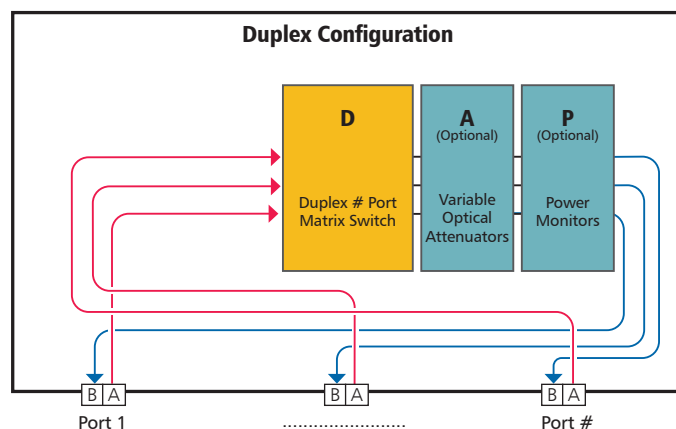 Duplex Configuration
D
Duplex # Port
Matrix Switch
A
(Optional)
Variable
Optical
Attenuators
P
(Optional)
Power
Monitors
B A
B A
B A
Port 1
........................
Port #